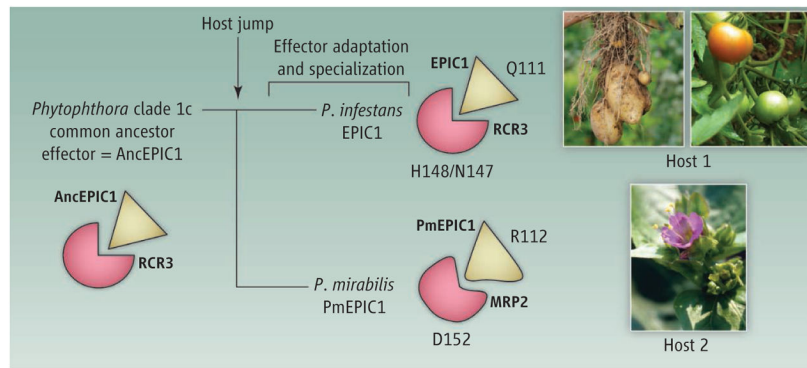 Host jump
Effector adaptation
and specialization
EPIC1
Q111
Phytophthora clade 1c
common ancestor
effector = AncEPIC1
P. infestans
EPIC1
RCR3
H148/N147
Host 1
AncEPIC1
RCR3
PmEPIC1
R112
P. mirabilis
PmEPIC1
MRP2
D152
Host 2